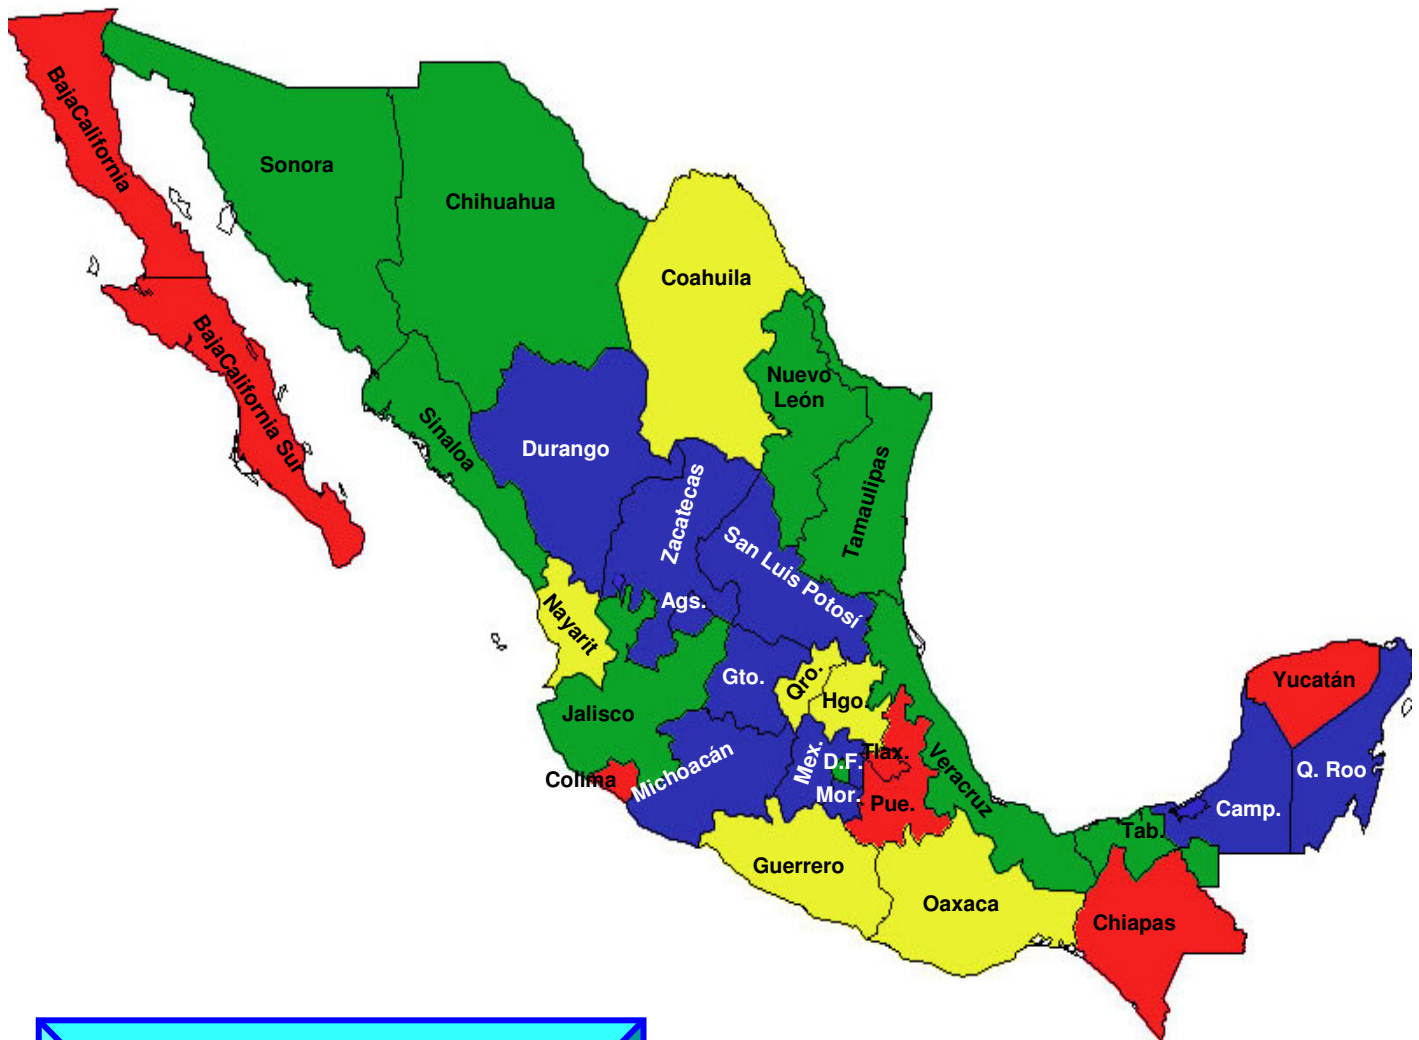 BajaCalifornia
Sonora
Chihuahua
Coahuila
BajaCalifornia Sur
Nuevo
León
Sinaloa
Durango
Zacatecas
Tamaulipas
San Luis Potosí
Ags.
Nayarit
Gto.
Qro.
Hgo.
Yucatán
Jalisco
Michoacán
Mex.
D.F.
Tlax.
Veracruz
Q. Roo
Colima
Mor.
Pue.
Camp.
Tab.
Guerrero
Oaxaca
Chiapas